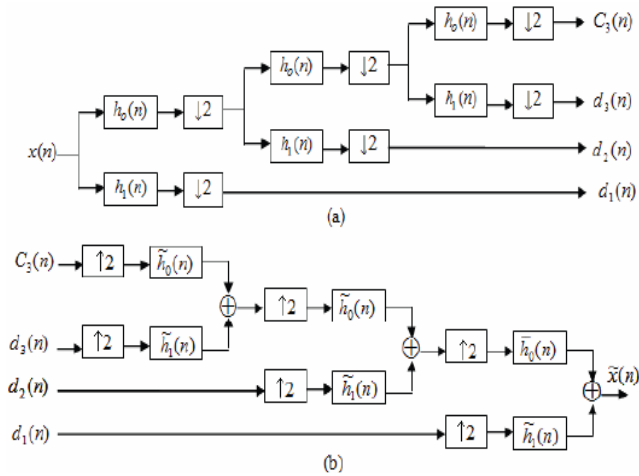 h₀(n) ↓2 C₃(n)
h₀(n) ↓2
h₁(n) ↓2 d₃(n)
h₀(n) ↓2
h₁(n) ↓2 d₂(n)
x(n)
h₁(n) ↓2 d₁(n)
(a)
C₃(n) ↑2 h̃₀(n)
↑2 h̃₀(n)
d₃(n) ↑2 h̃₁(n) ↑2 h̄₀(n)
x̃(n)
d₂(n) ↑2 h̃₁(n)
d₁(n) ↑2 h̃₁(n)
(b)